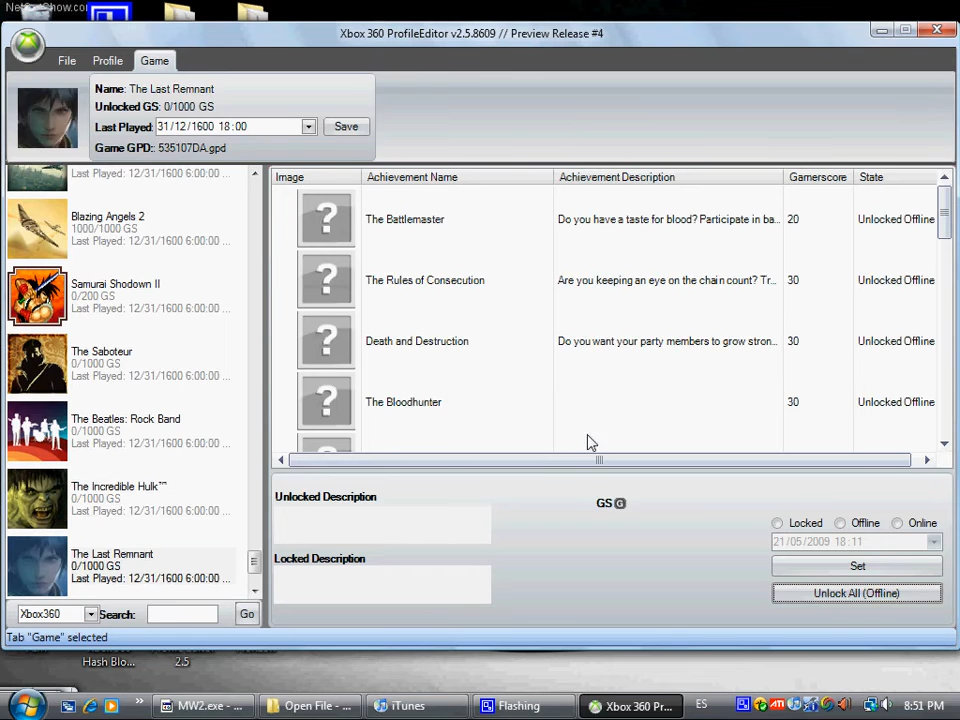 Xbox 360 ProfileEditor v2.5.8609 // Preview Release #4
File Profile Game
Name: The Last Remnant
Unlocked GS: 0/1000 GS
Last Played: 31/12/1600 18:00 Save
Game GPD: 535107DA.gpd
Last Played: 12/31/1600 6:00:00 ...
Blazing Angels 2
1000/1000 GS
Last Played: 12/31/1600 6:00:00 ...
Samurai Shodown II
0/200 GS
Last Played: 12/31/1600 6:00:00 ...
The Saboteur
0/1000 GS
Last Played: 12/31/1600 6:00:00 ...
The Beatles: Rock Band
0/1000 GS
Last Played: 12/31/1600 6:00:00 ...
The Incredible Hulk™
0/1000 GS
Last Played: 12/31/1600 6:00:00 ...
The Last Remnant
0/1000 GS
Last Played: 12/31/1600 6:00:00 ...
Xbox360 Search: Go
Image Achievement Name Achievement Description Gamerscore State
The Battlemaster Do you have a taste for blood? Participate in ba... 20 Unlocked Offline
The Rules of Consecution Are you keeping an eye on the chain count? Tr... 30 Unlocked Offline
Death and Destruction Do you want your party members to grow stron... 30 Unlocked Offline
The Bloodhunter 30 Unlocked Offline
Unlocked Description
Locked Description
GS G
Locked Offline Online
21/05/2009 18:11
Set
Unlock All (Offline)
Tab "Game" selected
Hash Blo...
2.5
MW2.exe - ... Open File - ... iTunes Flashing Xbox 360 Pr... ES 8:51 PM